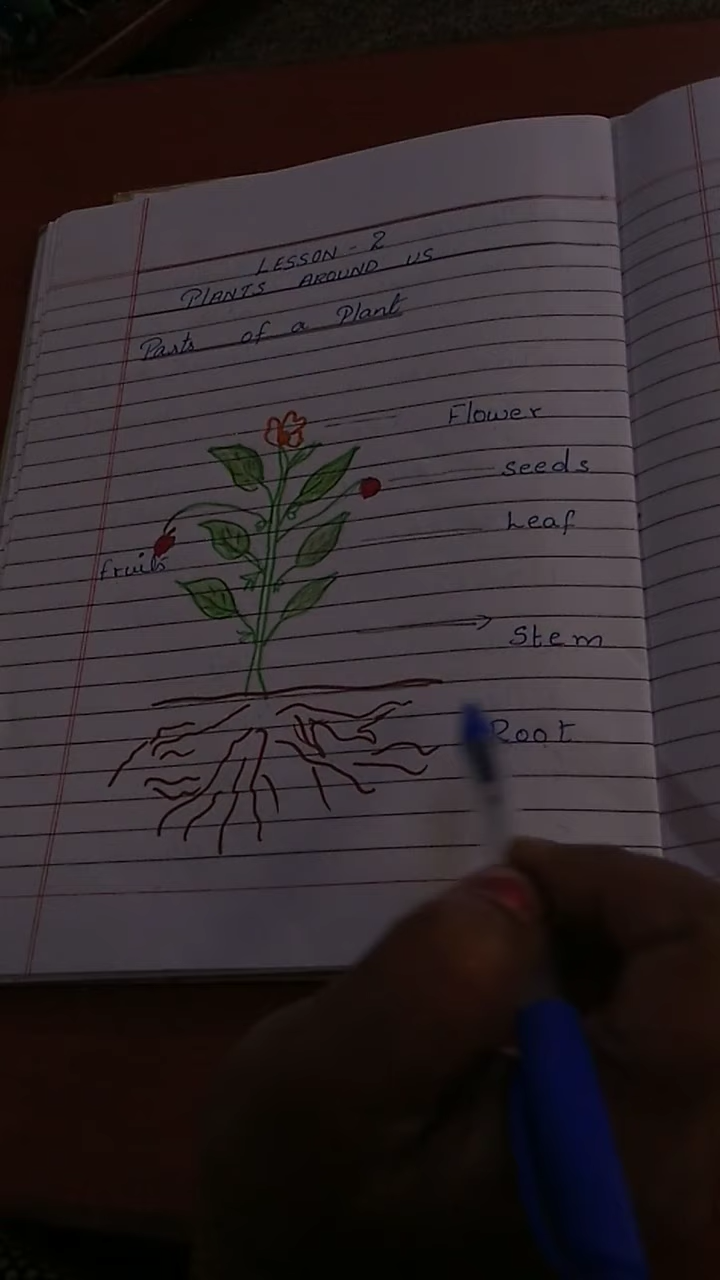 LESSON - 2
PLANTS AROUND US
Parts of a Plant
Flower
seeds
Leaf
fruits
Stem
Root